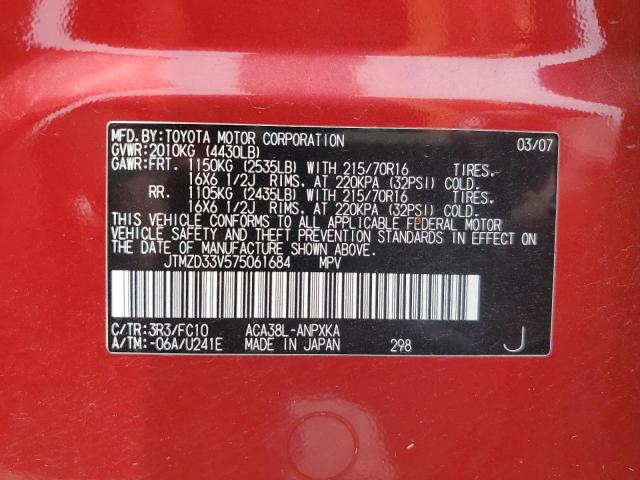 MFD.BY:TOYOTA MOTOR CORPORATION 03/07
GVWR:2010KG (4430LB)
GAWR:FRT. 1150KG (2535LB) WITH 215/70R16 TIRES.
16X6 1/2J RIMS. AT 220KPA (32PSI) COLD.
RR. 1105KG (2435LB) WITH 215/70R16 TIRES.
16X6 1/2J RIMS. AT 220KPA (32PSI) COLD.
THIS VEHICLE CONFORMS TO ALL APPLICABLE FEDERAL MOTOR
VEHICLE SAFETY AND THEFT PREVENTION STANDARDS IN EFFECT ON
THE DATE OF MANUFACTURE SHOWN ABOVE.
JTMZD33V575061684 MPV
C/TR:3R3/FC10 ACA38L-ANPXKA
A/TM:-06A/U241E MADE IN JAPAN 298 J